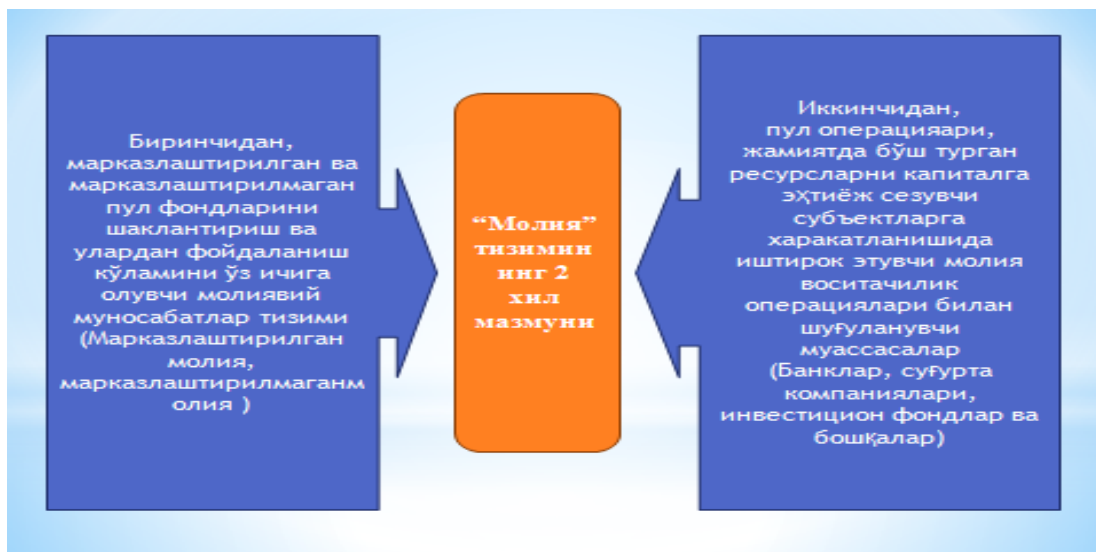 Биринчидан,
марказлаштирилган ва
марказлаштирилмаган
пул фондларини
шаклантириш ва
улардан фойдаланиш
кўламини ўз ичига
олувчи молиявий
муносабатлар тизими
(Марказлаштирилган
молия,
марказлаштирилмаганм
олия )
“Молия”
тизимин
инг 2
хил
мазмуни
Иккинчидан,
пул операцияари,
жамиятда бўш турган
ресурсларни капиталга
эҳтиёж сезувчи
субъектларга
харакатланишида
иштирок этувчи молия
воситачилик
операциялари билан
шуғуланувчи
муассасалар
(Банклар, суғурта
компаниялари,
инвестицион фондлар ва
бошқалар)